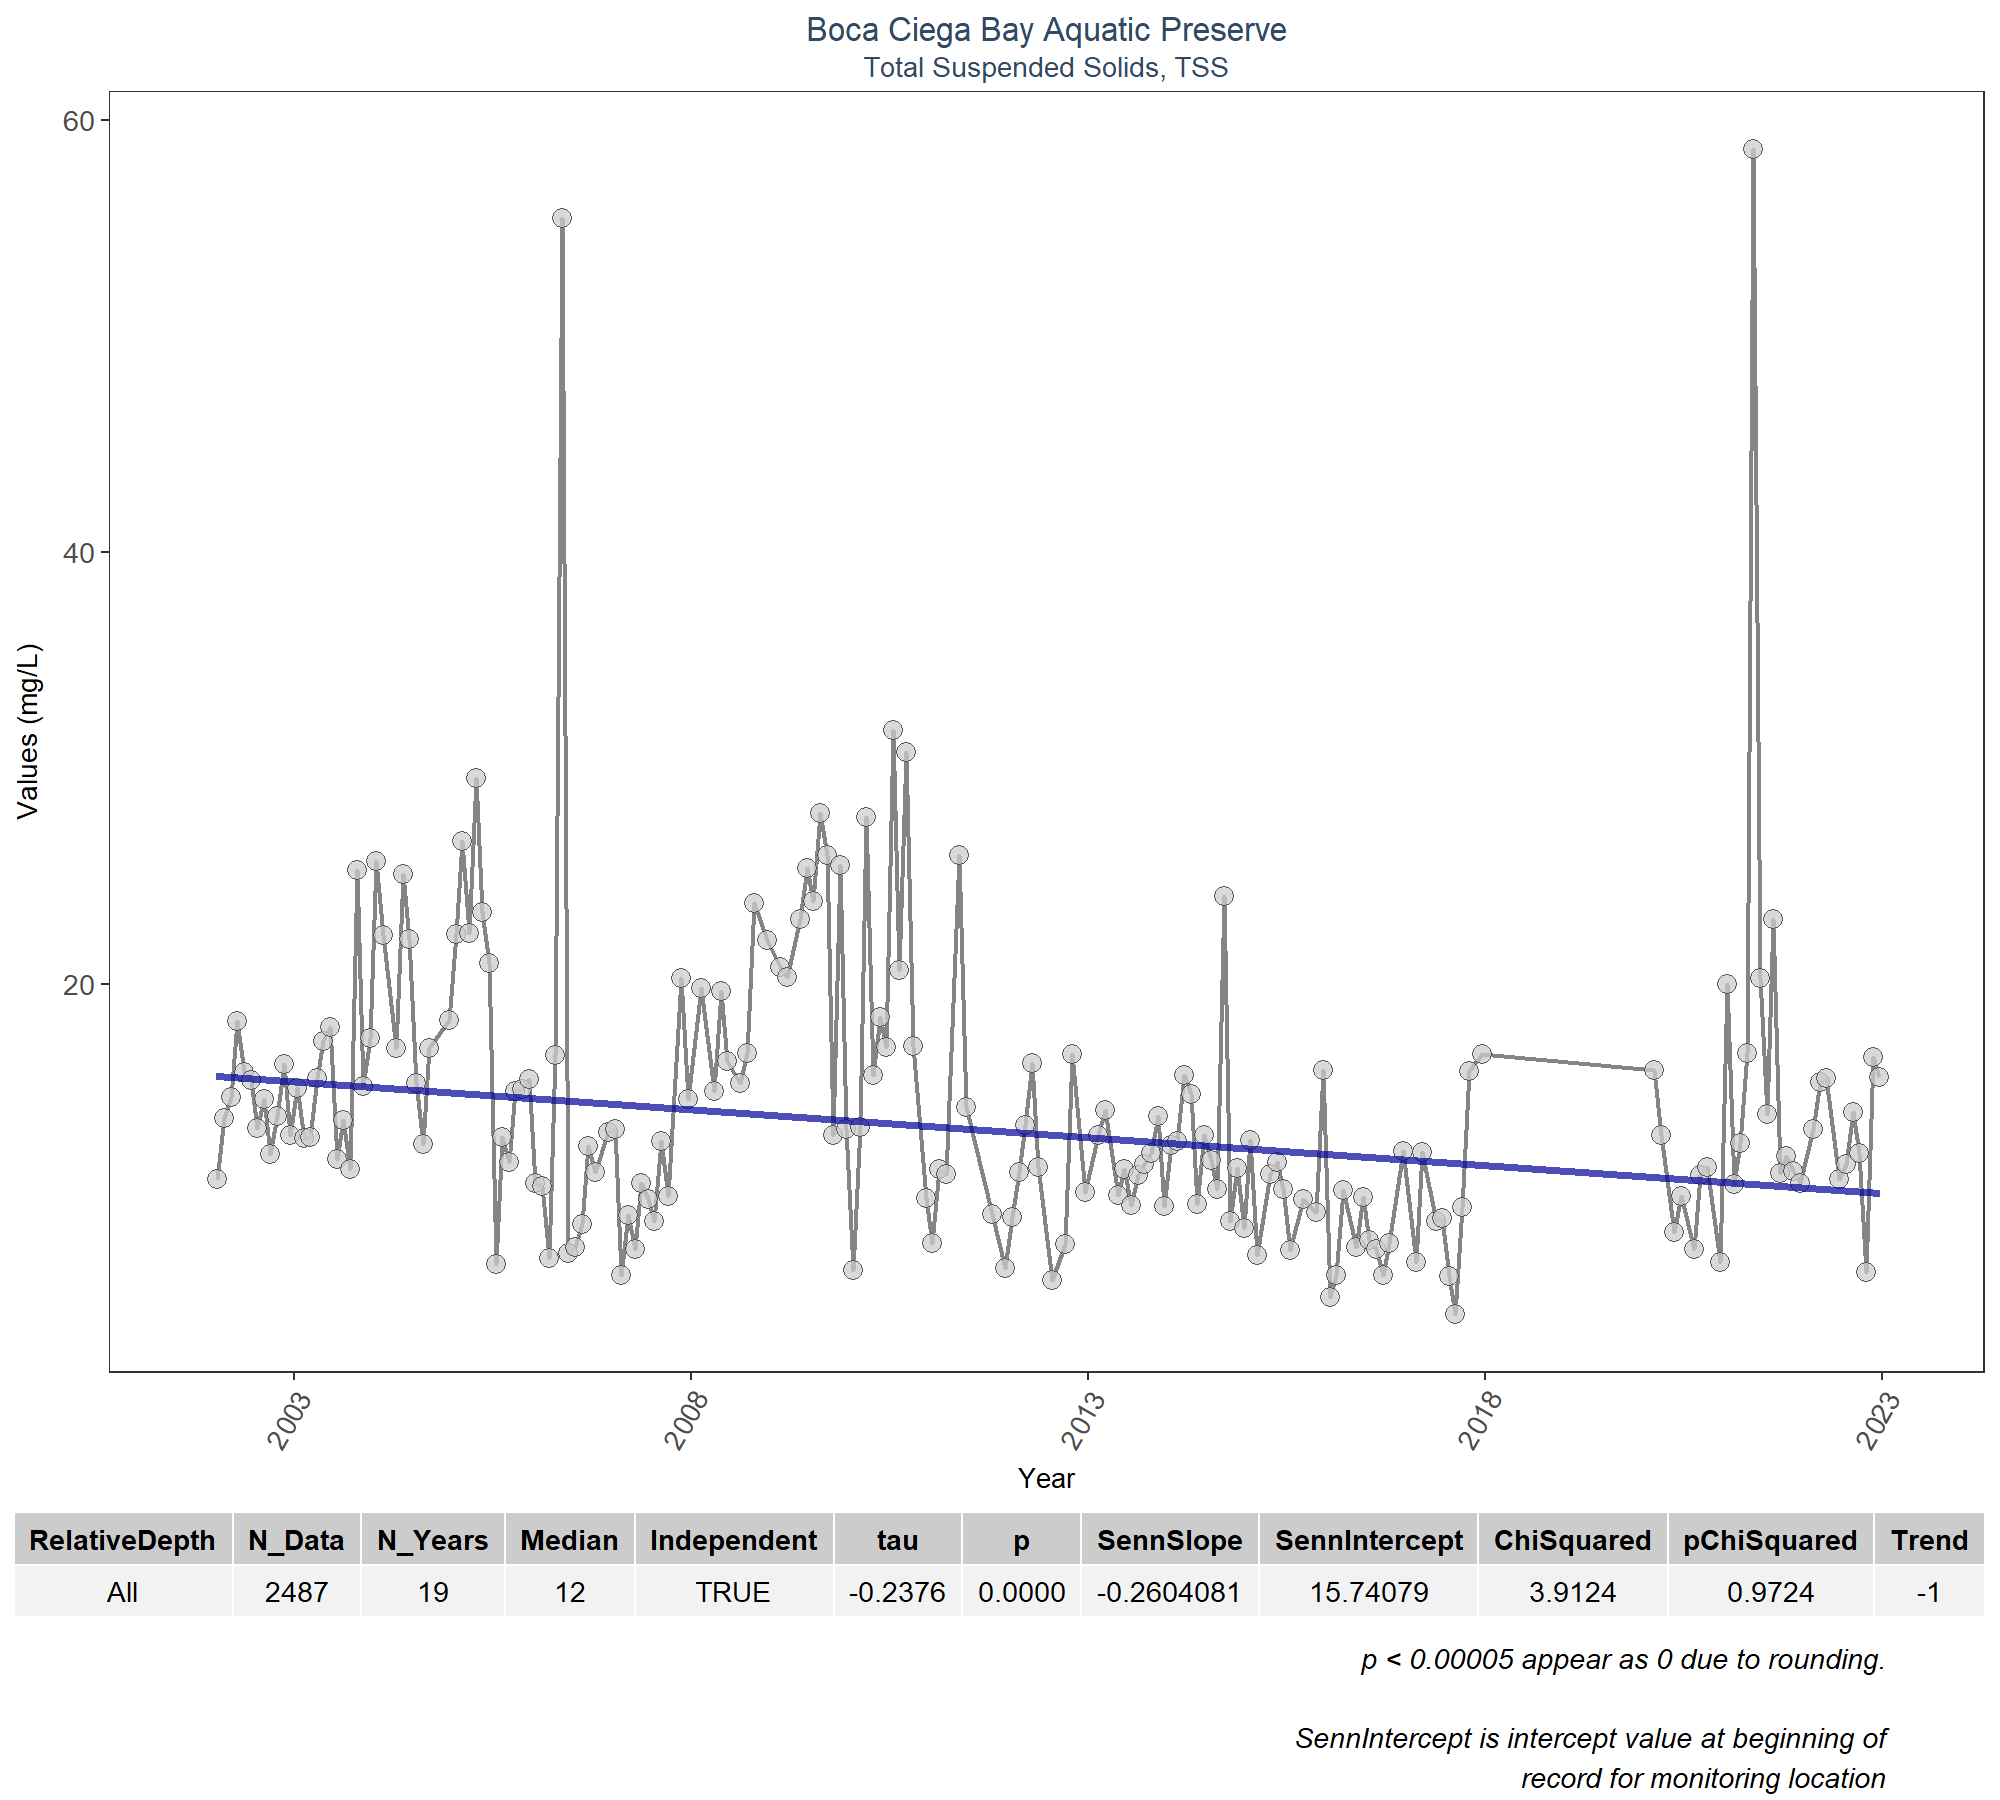 Boca Ciega Bay Aquatic Preserve
Total Suspended Solids, TSS
Values (mg/L)
60
40
20
2003 2008 2013 2018 2023
Year
RelativeDepth N_Data N_Years Median Independent tau p SennSlope SennIntercept ChiSquared pChiSquared Trend
All 2487 19 12 TRUE -0.2376 0.0000 -0.2604081 15.74079 3.9124 0.9724 -1
p < 0.00005 appear as 0 due to rounding.
SennIntercept is intercept value at beginning of
record for monitoring location